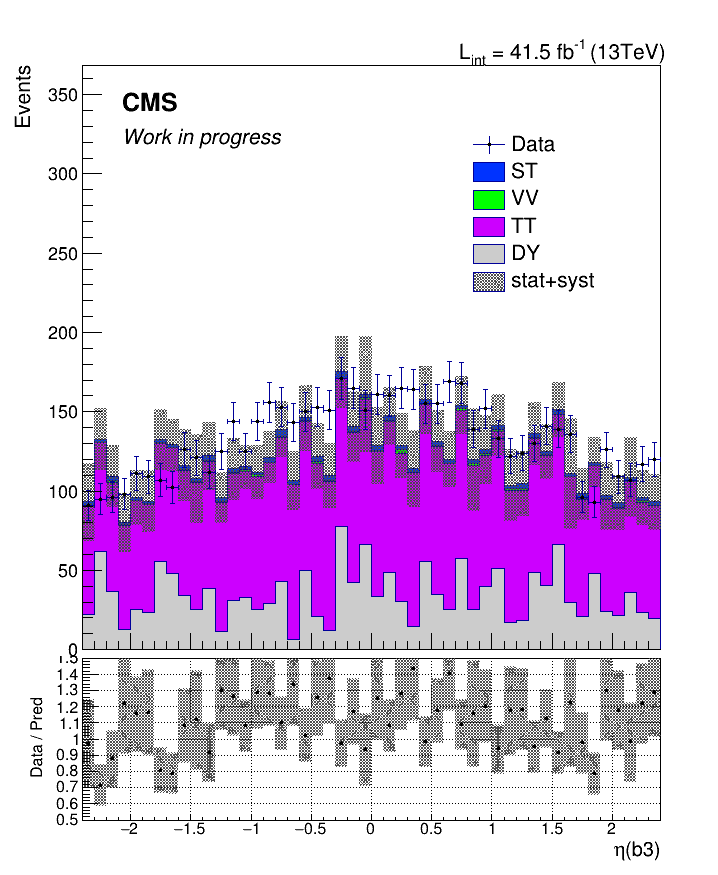 L_int = 41.5 fb^-1 (13TeV)
Events
CMS
Work in progress
Data
ST
VV
TT
DY
stat+syst
350
300
250
200
150
100
50
0
Data / Pred
1.5
1.4
1.3
1.2
1.1
1
0.9
0.8
0.7
0.6
0.5
−2 −1.5 −1 −0.5 0 0.5 1 1.5 2
η(b3)